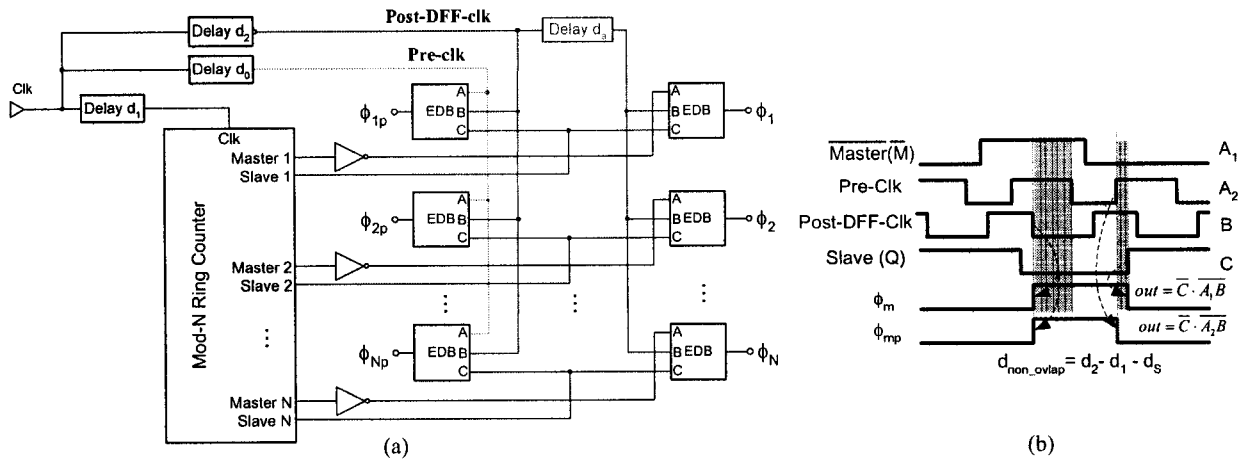 Post-DFF-clk
Delay d2
Delay da
Pre-clk
Delay d0
Clk
Delay d1
Clk
Mod-N Ring Counter
Master 1
Slave 1
Master 2
Slave 2
⋮
Master N
Slave N
ϕ1p
A
EDB B
C
ϕ2p
A
EDB B
C
⋮
ϕNp
A
EDB B
C
⋮
A
B EDB
C
ϕ1
A
B EDB
C
ϕ2
⋮
A
B EDB
C
ϕN
(a)
Master(M̅) A1
Pre-Clk A2
Post-DFF-Clk B
Slave (Q) C
ϕm out = C̅ · \overline{A1B}
ϕmp out = C̅ · \overline{A2B}
dnon_ovlap = d2- d1 - dS
(b)